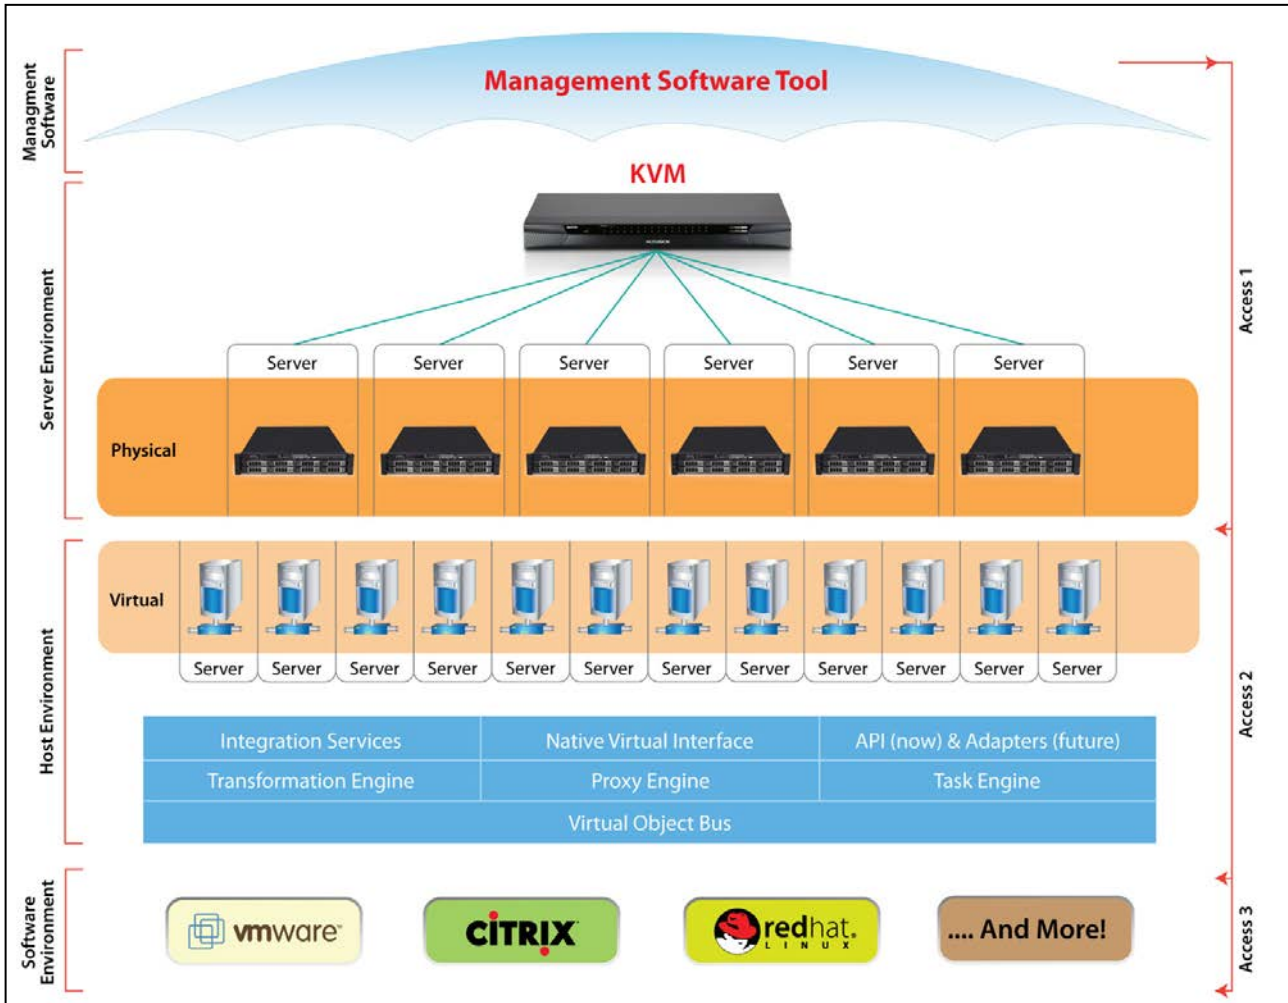 Managment
Software
Management Software Tool
KVM
Server Environment
Access 1
Server Server Server Server Server Server
Physical
Virtual
Server Server Server Server Server Server Server Server Server Server Server Server
Host Environment
Access 2
Integration Services Native Virtual Interface API (now) & Adapters (future)
Transformation Engine Proxy Engine Task Engine
Virtual Object Bus
Software
Environment
Access 3
vmware™
CİTRIX
redhat.
LINUX
.... And More!